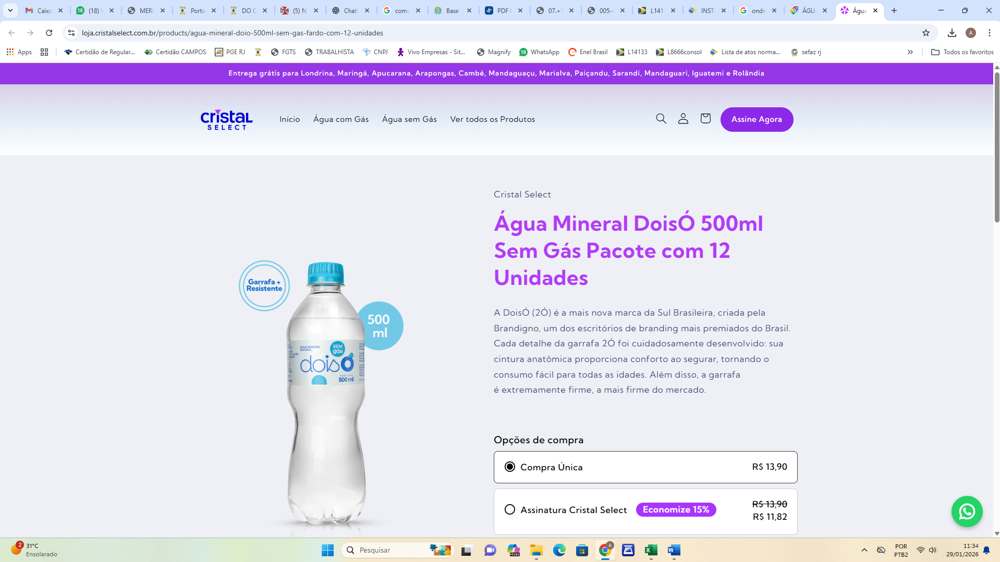 Caixa
(18)
MERC
Porta
DO C
(5) N
Chat
como
Base
PDF
07.+
005-
L141
INST
onde
ÁGU
Água
loja.cristalselect.com.br/products/agua-mineral-doio-500ml-sem-gas-fardo-com-12-unidades
Apps
Certidão de Regular...
Certidão CAMPOS
PGE RJ
FGTS
TRABALHISTA
CNPJ
Vivo Empresas - Sit...
Magnify
WhatsApp
Enel Brasil
L14133
L8666consol
Lista de atos norma...
sefaz rj
Todos os favoritos
Entrega grátis para Londrina, Maringá, Apucarana, Arapongas, Cambé, Mandaguaçu, Marialva, Paiçandu, Sarandi, Mandaguari, Iguatemi e Rolândia
cristal
SELECT
Início
Água com Gás
Água sem Gás
Ver todos os Produtos
Assine Agora
Garrafa +
Resistente
500
ml
ÁGUA MINERAL
NATURAL
SEM
gás
doisó
CONTEÚDO
500 ml
Cristal Select
Água Mineral DoisÓ 500ml
Sem Gás Pacote com 12
Unidades
A DoisÓ (2Ó) é a mais nova marca da Sul Brasileira, criada pela
Brandigno, um dos escritórios de branding mais premiados do Brasil.
Cada detalhe da garrafa 2Ó foi cuidadosamente desenvolvido: sua
cintura anatômica proporciona conforto ao segurar, tornando o
consumo fácil para todas as idades. Além disso, a garrafa
é extremamente firme, a mais firme do mercado.
Opções de compra
Compra Única
R$ 13,90
Assinatura Cristal Select
Economize 15%
R$ 13,90
R$ 11,82
2
31°C
Ensolarado
Pesquisar
POR
PTB2
11:34
29/01/2026